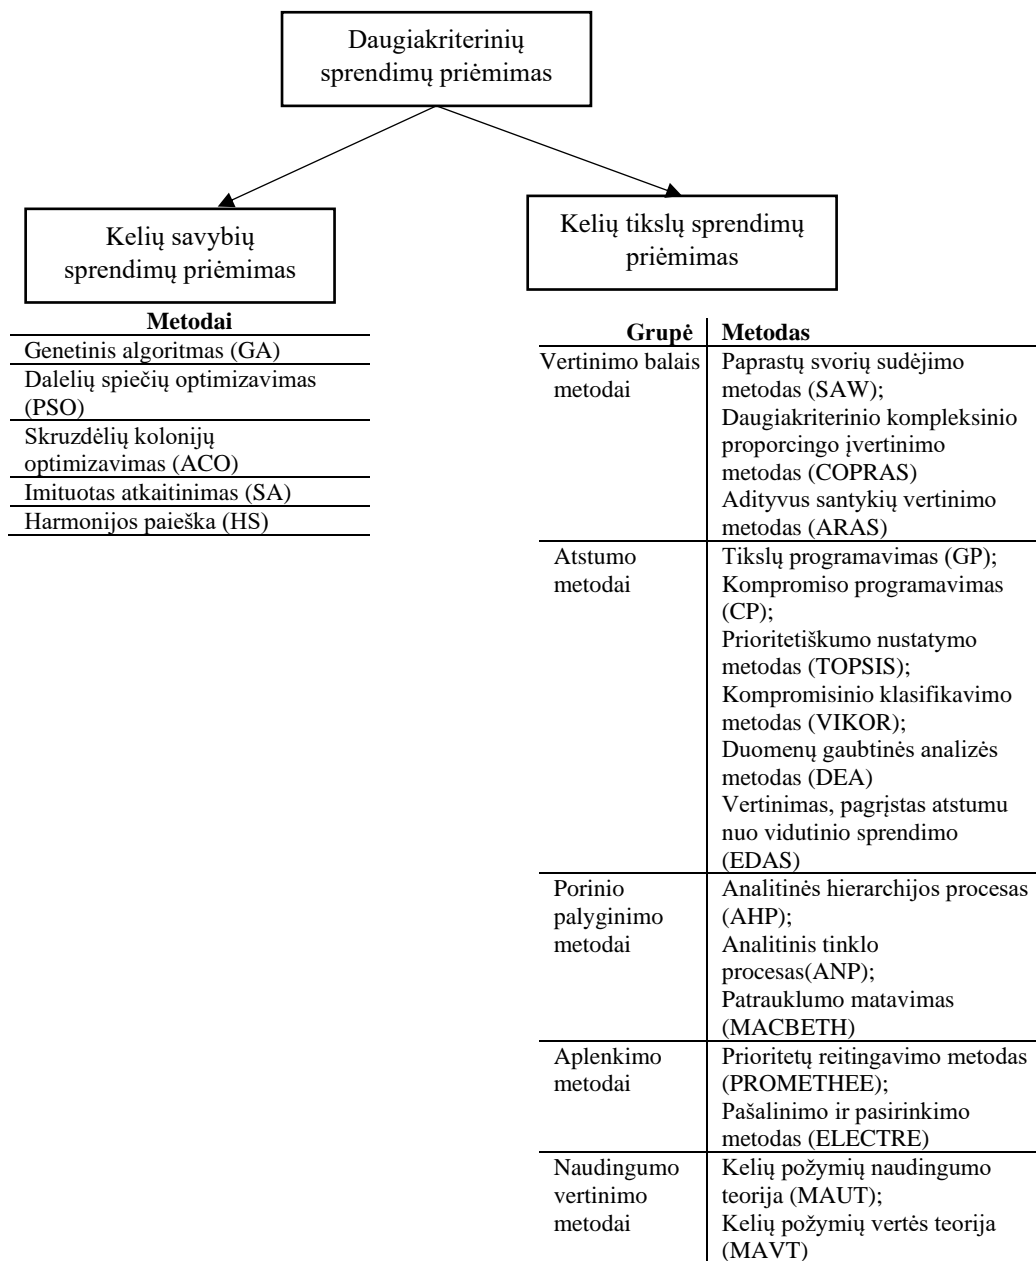 Daugiakriterinių
sprendimų priėmimas
Kelių savybių
sprendimų priėmimas
Kelių tikslų sprendimų
priėmimas
Metodai
Genetinis algoritmas (GA)
Dalelių spiečių optimizavimas
(PSO)
Skruzdėlių kolonijų
optimizavimas (ACO)
Imituotas atkaitinimas (SA)
Harmonijos paieška (HS)
Grupė Metodas
Vertinimo balais
metodai
Paprastų svorių sudėjimo
metodas (SAW);
Daugiakriterinio kompleksinio
proporcingo įvertinimo
metodas (COPRAS)
Adityvus santykių vertinimo
metodas (ARAS)
Atstumo
metodai
Tikslų programavimas (GP);
Kompromiso programavimas
(CP);
Prioritetiškumo nustatymo
metodas (TOPSIS);
Kompromisinio klasifikavimo
metodas (VIKOR);
Duomenų gaubtinės analizės
metodas (DEA)
Vertinimas, pagrįstas atstumu
nuo vidutinio sprendimo
(EDAS)
Porinio
palyginimo
metodai
Analitinės hierarchijos procesas
(AHP);
Analitinis tinklo
procesas(ANP);
Patrauklumo matavimas
(MACBETH)
Aplenkimo
metodai
Prioritetų reitingavimo metodas
(PROMETHEE);
Pašalinimo ir pasirinkimo
metodas (ELECTRE)
Naudingumo
vertinimo
metodai
Kelių požymių naudingumo
teorija (MAUT);
Kelių požymių vertės teorija
(MAVT)